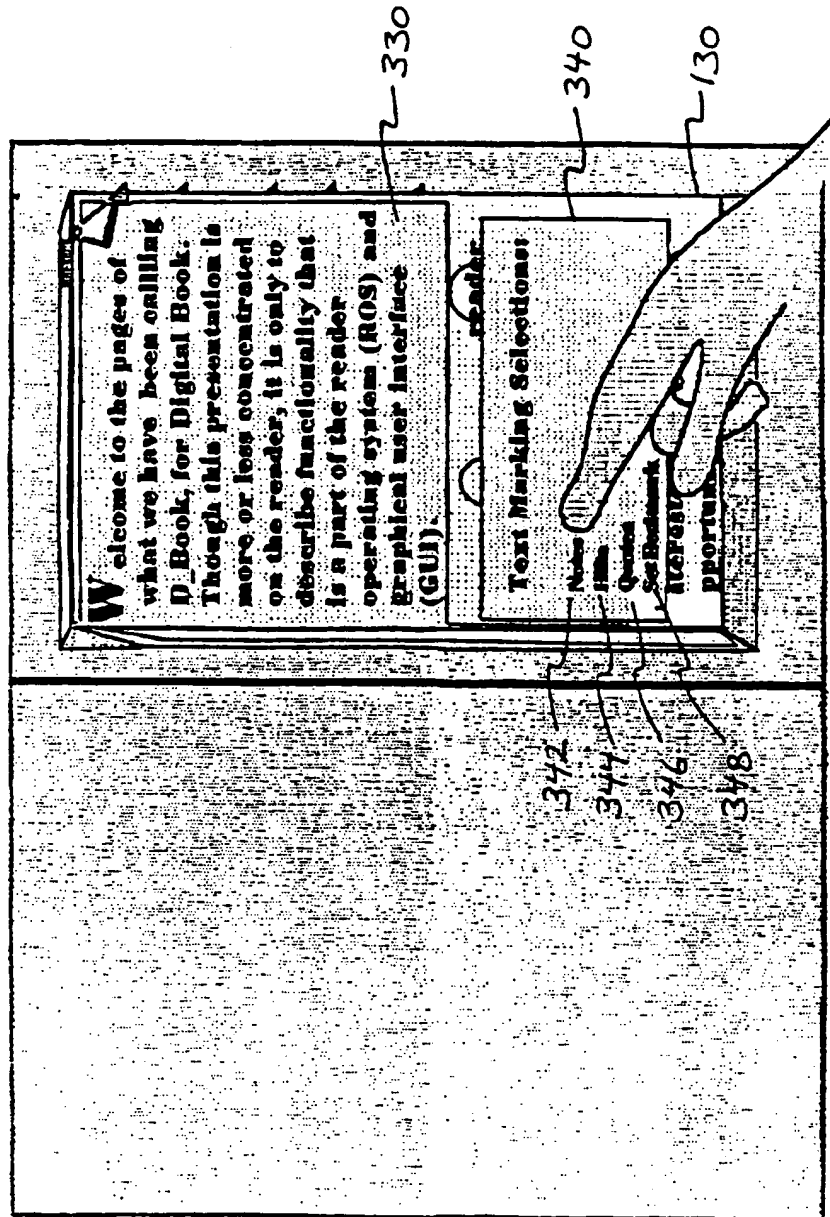 Welcome to the pages of
what we have been calling
D_Book, for Digital Book.
Though this presentation is
more or less concentrated
on the reader, it is only to
describe functionality that
is a part of the reader
operating system (ROS) and
graphical user interface
(GUI).
330
reader
Text Marking Selections:
340
342
Notes
344
346
Quotes
348
Set Bookmark
130